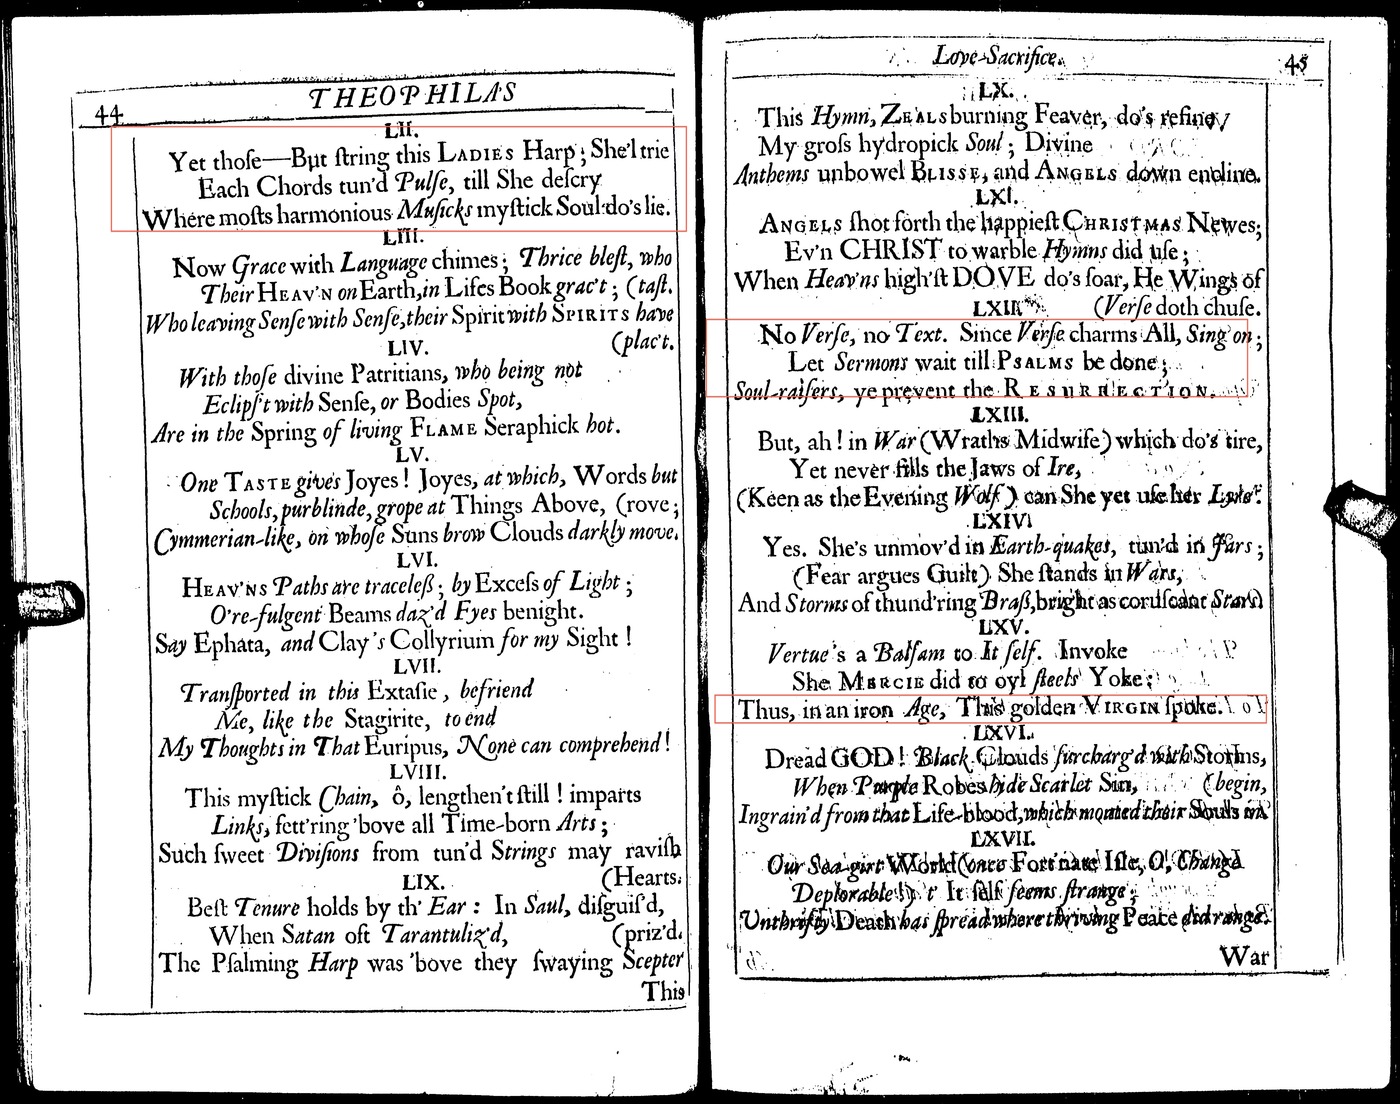 44
THEOPHILA'S
LII.
Yet thoſe—But ſtring this LADIES Harp; She'l trie
Each Chords tun'd Pulſe, till She deſcry
Where moſts harmonious Muſicks myſtick Soul do's lie.
LIII.
Now Grace with Language chimes; Thrice bleſt, who
Their HEAV'N on Earth, in Lifes Book grac't; (taſt.
Who leaving Senſe with Senſe, their Spirit with SPIRITS have
LIV. (plac't.
With thoſe divine Patritians, who being not
Eclipſ't with Senſe, or Bodies Spot,
Are in the Spring of living FLAME Seraphick hot.
LV.
One TASTE gives Joyes! Joyes, at which, Words but
Schools, purblinde, grope at Things Above, (rove;
Cymmerian-like, on whoſe Suns brow Clouds darkly move.
LVI.
HEAV'NS Paths are traceleß; by Exceſs of Light;
O're-fulgent Beams daz'd Eyes benight.
Say Ephata, and Clay's Collyrium for my Sight!
LVII.
Tranſported in this Extaſie, befriend
Me, like the Stagirite, to end
My Thoughts in That Euripus, None can comprehend!
LVIII.
This myſtick Chain, ô, lengthen't ſtill! imparts
Links, fett'ring 'bove all Time-born Arts;
Such ſweet Diviſions from tun'd Strings may raviſh
LIX. (Hearts.
Beſt Tenure holds by th' Ear: In Saul, diſguiſ'd,
When Satan oft Tarantuliz'd, (priz'd.
The Pſalming Harp was 'bove they ſwaying Scepter
This
Love-Sacrifice.
45
LX.
This Hymn, ZEALS burning Feaver, do's refine
My groſs hydropick Soul; Divine
Anthems unbowel BLISSE, and ANGELS down encline.
LXI.
ANGELS ſhot forth the happieſt CHRISTMAS Newes;
Ev'n CHRIST to warble Hymns did uſe;
When Heav'ns high'ſt DOVE do's ſoar, He Wings of
LXII. (Verſe doth chuſe.
No Verſe, no Text. Since Verſe charms All, Sing on;
Let Sermons wait till PSALMS be done;
Soul-raiſers, ye prevent the RESURRECTION.
LXIII.
But, ah! in War (Wraths Midwife) which do's tire,
Yet never fills the Jaws of Ire,
(Keen as the Evening Wolf) can She yet uſe her Lyre?
LXIV.
Yes. She's unmov'd in Earth-quakes, tun'd in Jars;
(Fear argues Guilt) She ſtands in Wars,
And Storms of thund'ring Braß, bright as coruſcant Stars.
LXV.
Vertue's a Balſam to It ſelf. Invoke
She MERCIE did to oyl ſteels Yoke;
Thus, in an iron Age, This golden VIRGIN ſpoke.
LXVI.
Dread GOD! Black Clouds ſurcharg'd with Storms,
When Purple Robes hide Scarlet Sin, (begin,
Ingrain'd from that Life-blood, which moated their Souls in.
LXVII.
Our Sea-girt World (once Fort'nate Iſle, O, Change
Deplorable!) 't It ſelf ſeems ſtrange;
Unthrifty Death has ſpread where thriving Peace did range.
War